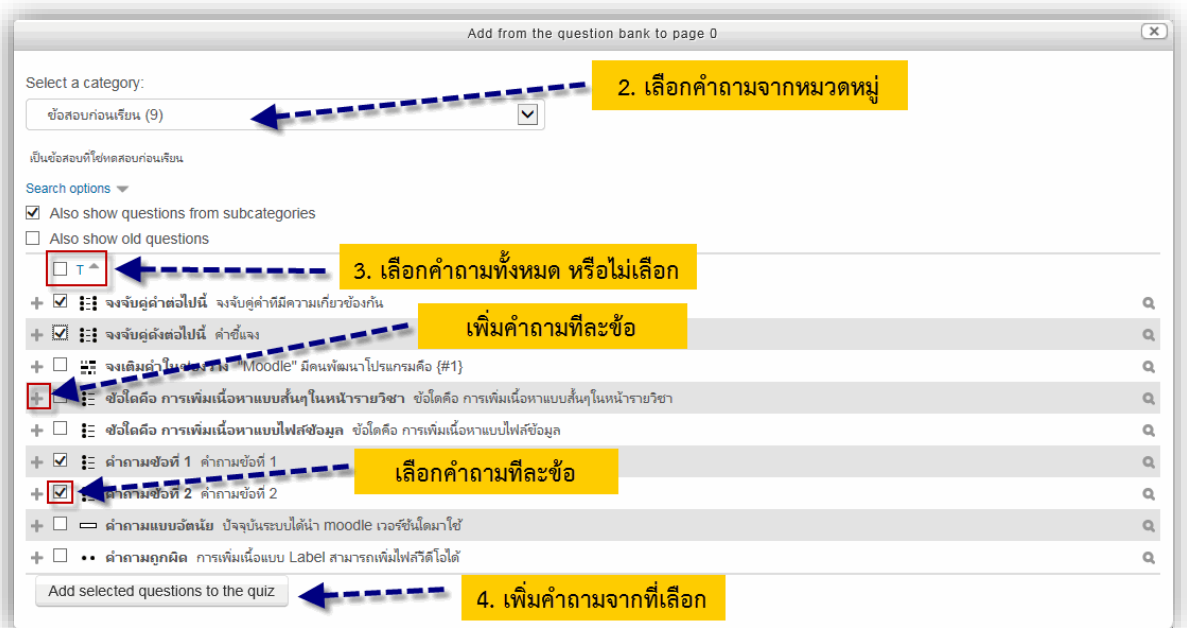 Add from the question bank to page 0
Select a category:
2. เลือกคำถามจากหมวดหมู่
ข้อสอบก่อนเรียน (9)
เป็นข้อสอบที่ใช้ทดสอบก่อนเรียน
Search options
Also show questions from subcategories
Also show old questions
T
3. เลือกคำถามทั้งหมด หรือไม่เลือก
จงจับคู่คำต่อไปนี้ จงจับคู่คำที่มีความเกี่ยวข้องกัน
เพิ่มคำถามทีละข้อ
จงจับคู่ดังต่อไปนี้ คำชี้แจง
จงเติมคำในช่องว่าง "Moodle" มีคนพัฒนาโปรแกรมคือ {#1}
ข้อใดคือ การเพิ่มเนื้อหาแบบสั้นๆในหน้ารายวิชา ข้อใดคือ การเพิ่มเนื้อหาแบบสั้นๆในหน้ารายวิชา
ข้อใดคือ การเพิ่มเนื้อหาแบบไฟล์ข้อมูล ข้อใดคือ การเพิ่มเนื้อหาแบบไฟล์ข้อมูล
คำถามข้อที่ 1 คำถามข้อที่ 1
เลือกคำถามทีละข้อ
คำถามข้อที่ 2 คำถามข้อที่ 2
คำถามแบบอัตนัย ปัจจุบันระบบได้นำ moodle เวอร์ชั่นใดมาใช้
คำถามถูกผิด การเพิ่มเนื้อแบบ Label สามารถเพิ่มไฟล์วีดีโอได้
Add selected questions to the quiz
4. เพิ่มคำถามจากที่เลือก